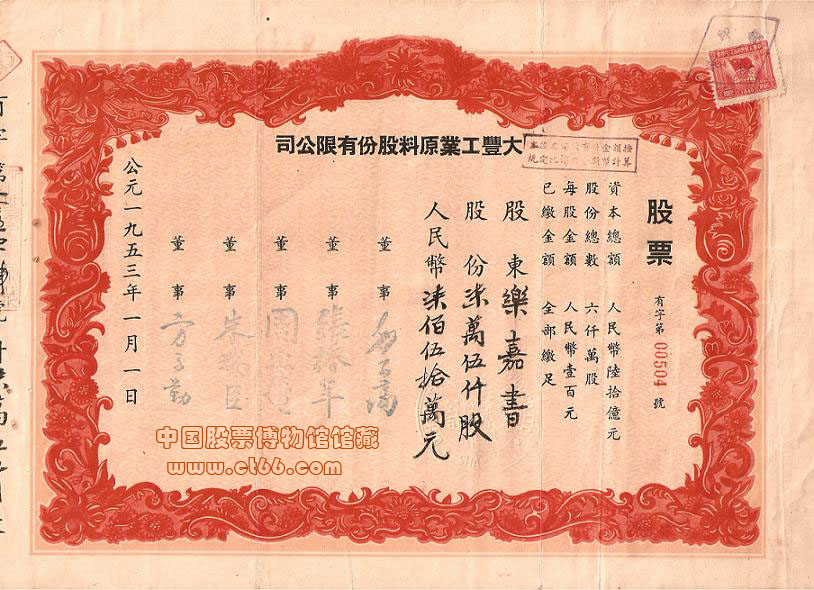 大豐工業原料股份有限公司
股票
有字第 00504 號
資本總額 人民幣陸拾億元
股份總數 六仟萬股
每股金額 人民幣壹百元
已繳金額 全部繳足
股東樂嘉書
股份柒萬伍仟股
人民幣柒佰伍拾萬元
董事
董事
董事
董事 朱
董事 方子勤
公元一九五三年一月一日
中国股票博物馆馆藏
www.ct66.com